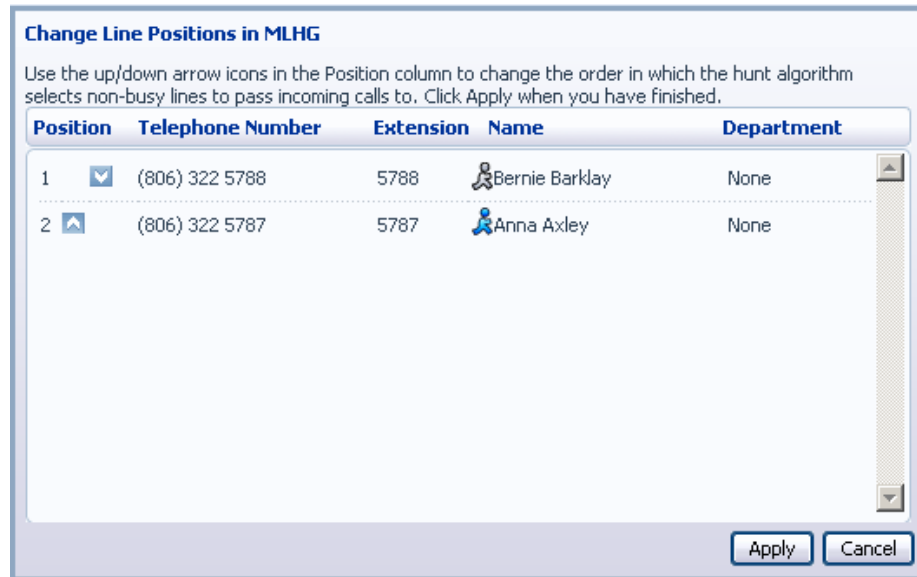 Change Line Positions in MLHG
Use the up/down arrow icons in the Position column to change the order in which the hunt algorithm
selects non-busy lines to pass incoming calls to. Click Apply when you have finished.
Position Telephone Number Extension Name Department
1 (806) 322 5788 5788 Bernie Barklay None
2 (806) 322 5787 5787 Anna Axley None
Apply Cancel